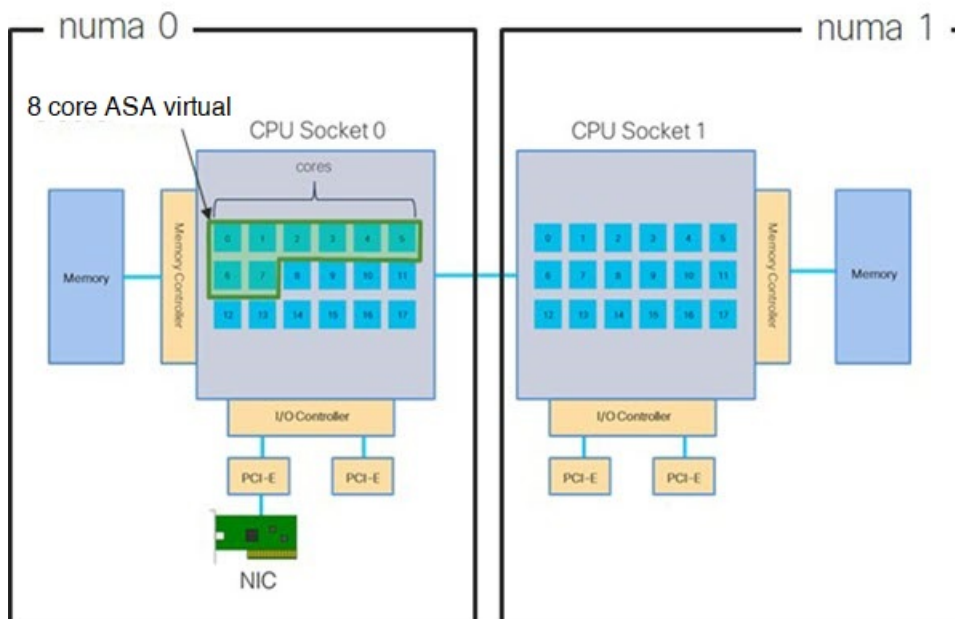 numa 0
numa 1
8 core ASA virtual
CPU Socket 0
CPU Socket 1
cores
0 1 2 3 4 5
0 1 2 3 4 5
6 7 8 9 10 11
6 7 8 9 10 11
12 13 14 15 16 17
12 13 14 15 16 17
Memory
Memory Controller
Memory Controller
Memory
I/O Controller
I/O Controller
PCI-E
PCI-E
PCI-E
PCI-E
NIC